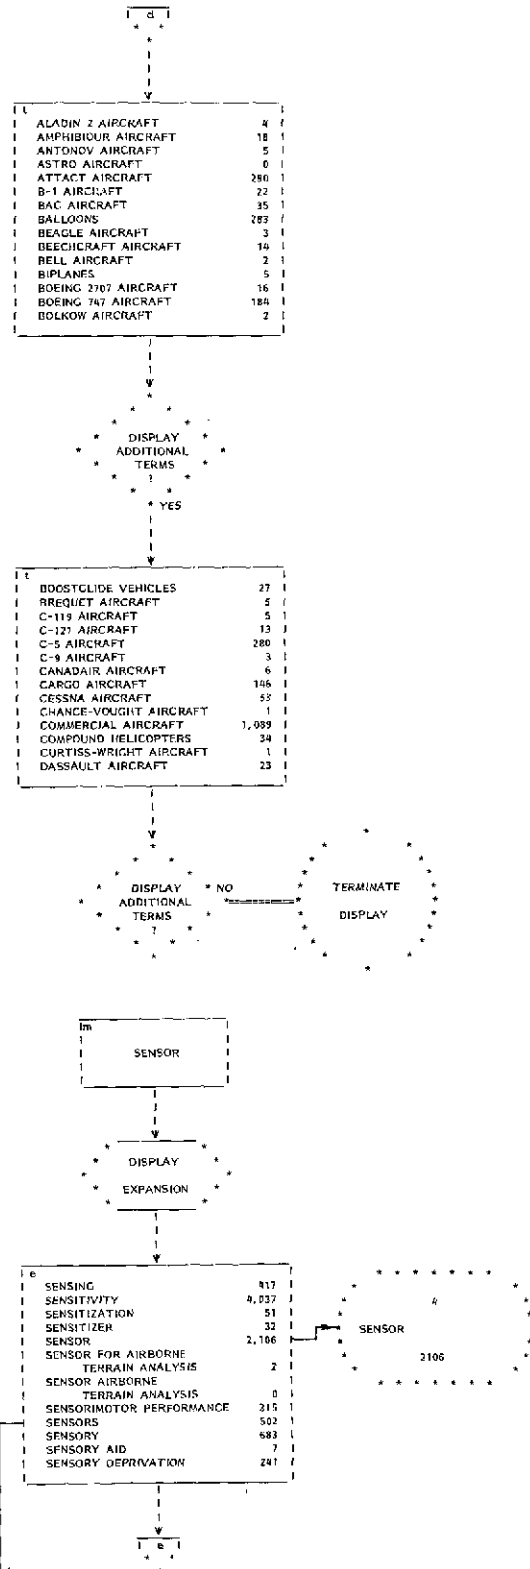 d
t
ALADIN 2 AIRCRAFT 4
AMPHIBIOUR AIRCRAFT 18
ANTONOV AIRCRAFT 5
ASTRO AIRCRAFT 0
ATTACT AIRCRAFT 280
B-1 AIRCRAFT 22
BAC AIRCRAFT 35
BALLOONS 283
BEAGLE AIRCRAFT 3
BEECHCRAFT AIRCRAFT 14
BELL AIRCRAFT 2
BIPLANES 5
BOEING 2707 AIRCRAFT 16
BOEING 747 AIRCRAFT 184
BOLKOW AIRCRAFT 2
DISPLAY
ADDITIONAL
TERMS
?
YES
t
BOOSTGLIDE VEHICLES 27
BREQUET AIRCRAFT 5
C-119 AIRCRAFT 5
C-121 AIRCRAFT 13
C-5 AIRCRAFT 280
C-9 AIRCRAFT 3
CANADAIR AIRCRAFT 6
CARGO AIRCRAFT 146
CESSNA AIRCRAFT 53
CHANCE-VOUGHT AIRCRAFT 1
COMMERCIAL AIRCRAFT 1,089
COMPOUND HELICOPTERS 34
CURTISS-WRIGHT AIRCRAFT 1
DASSAULT AIRCRAFT 23
DISPLAY
ADDITIONAL
TERMS
?
NO
TERMINATE
DISPLAY
lm
SENSOR
DISPLAY
EXPANSION
e
SENSING 417
SENSITIVITY 4,037
SENSITIZATION 51
SENSITIZER 32
SENSOR 2,106
SENSOR FOR AIRBORNE
TERRAIN ANALYSIS 2
SENSOR AIRBORNE
TERRAIN ANALYSIS 0
SENSORIMOTOR PERFORMANCE 315
SENSORS 502
SENSORY 683
SENSORY AID 7
SENSORY DEPRIVATION 241
4
SENSOR
2106
e